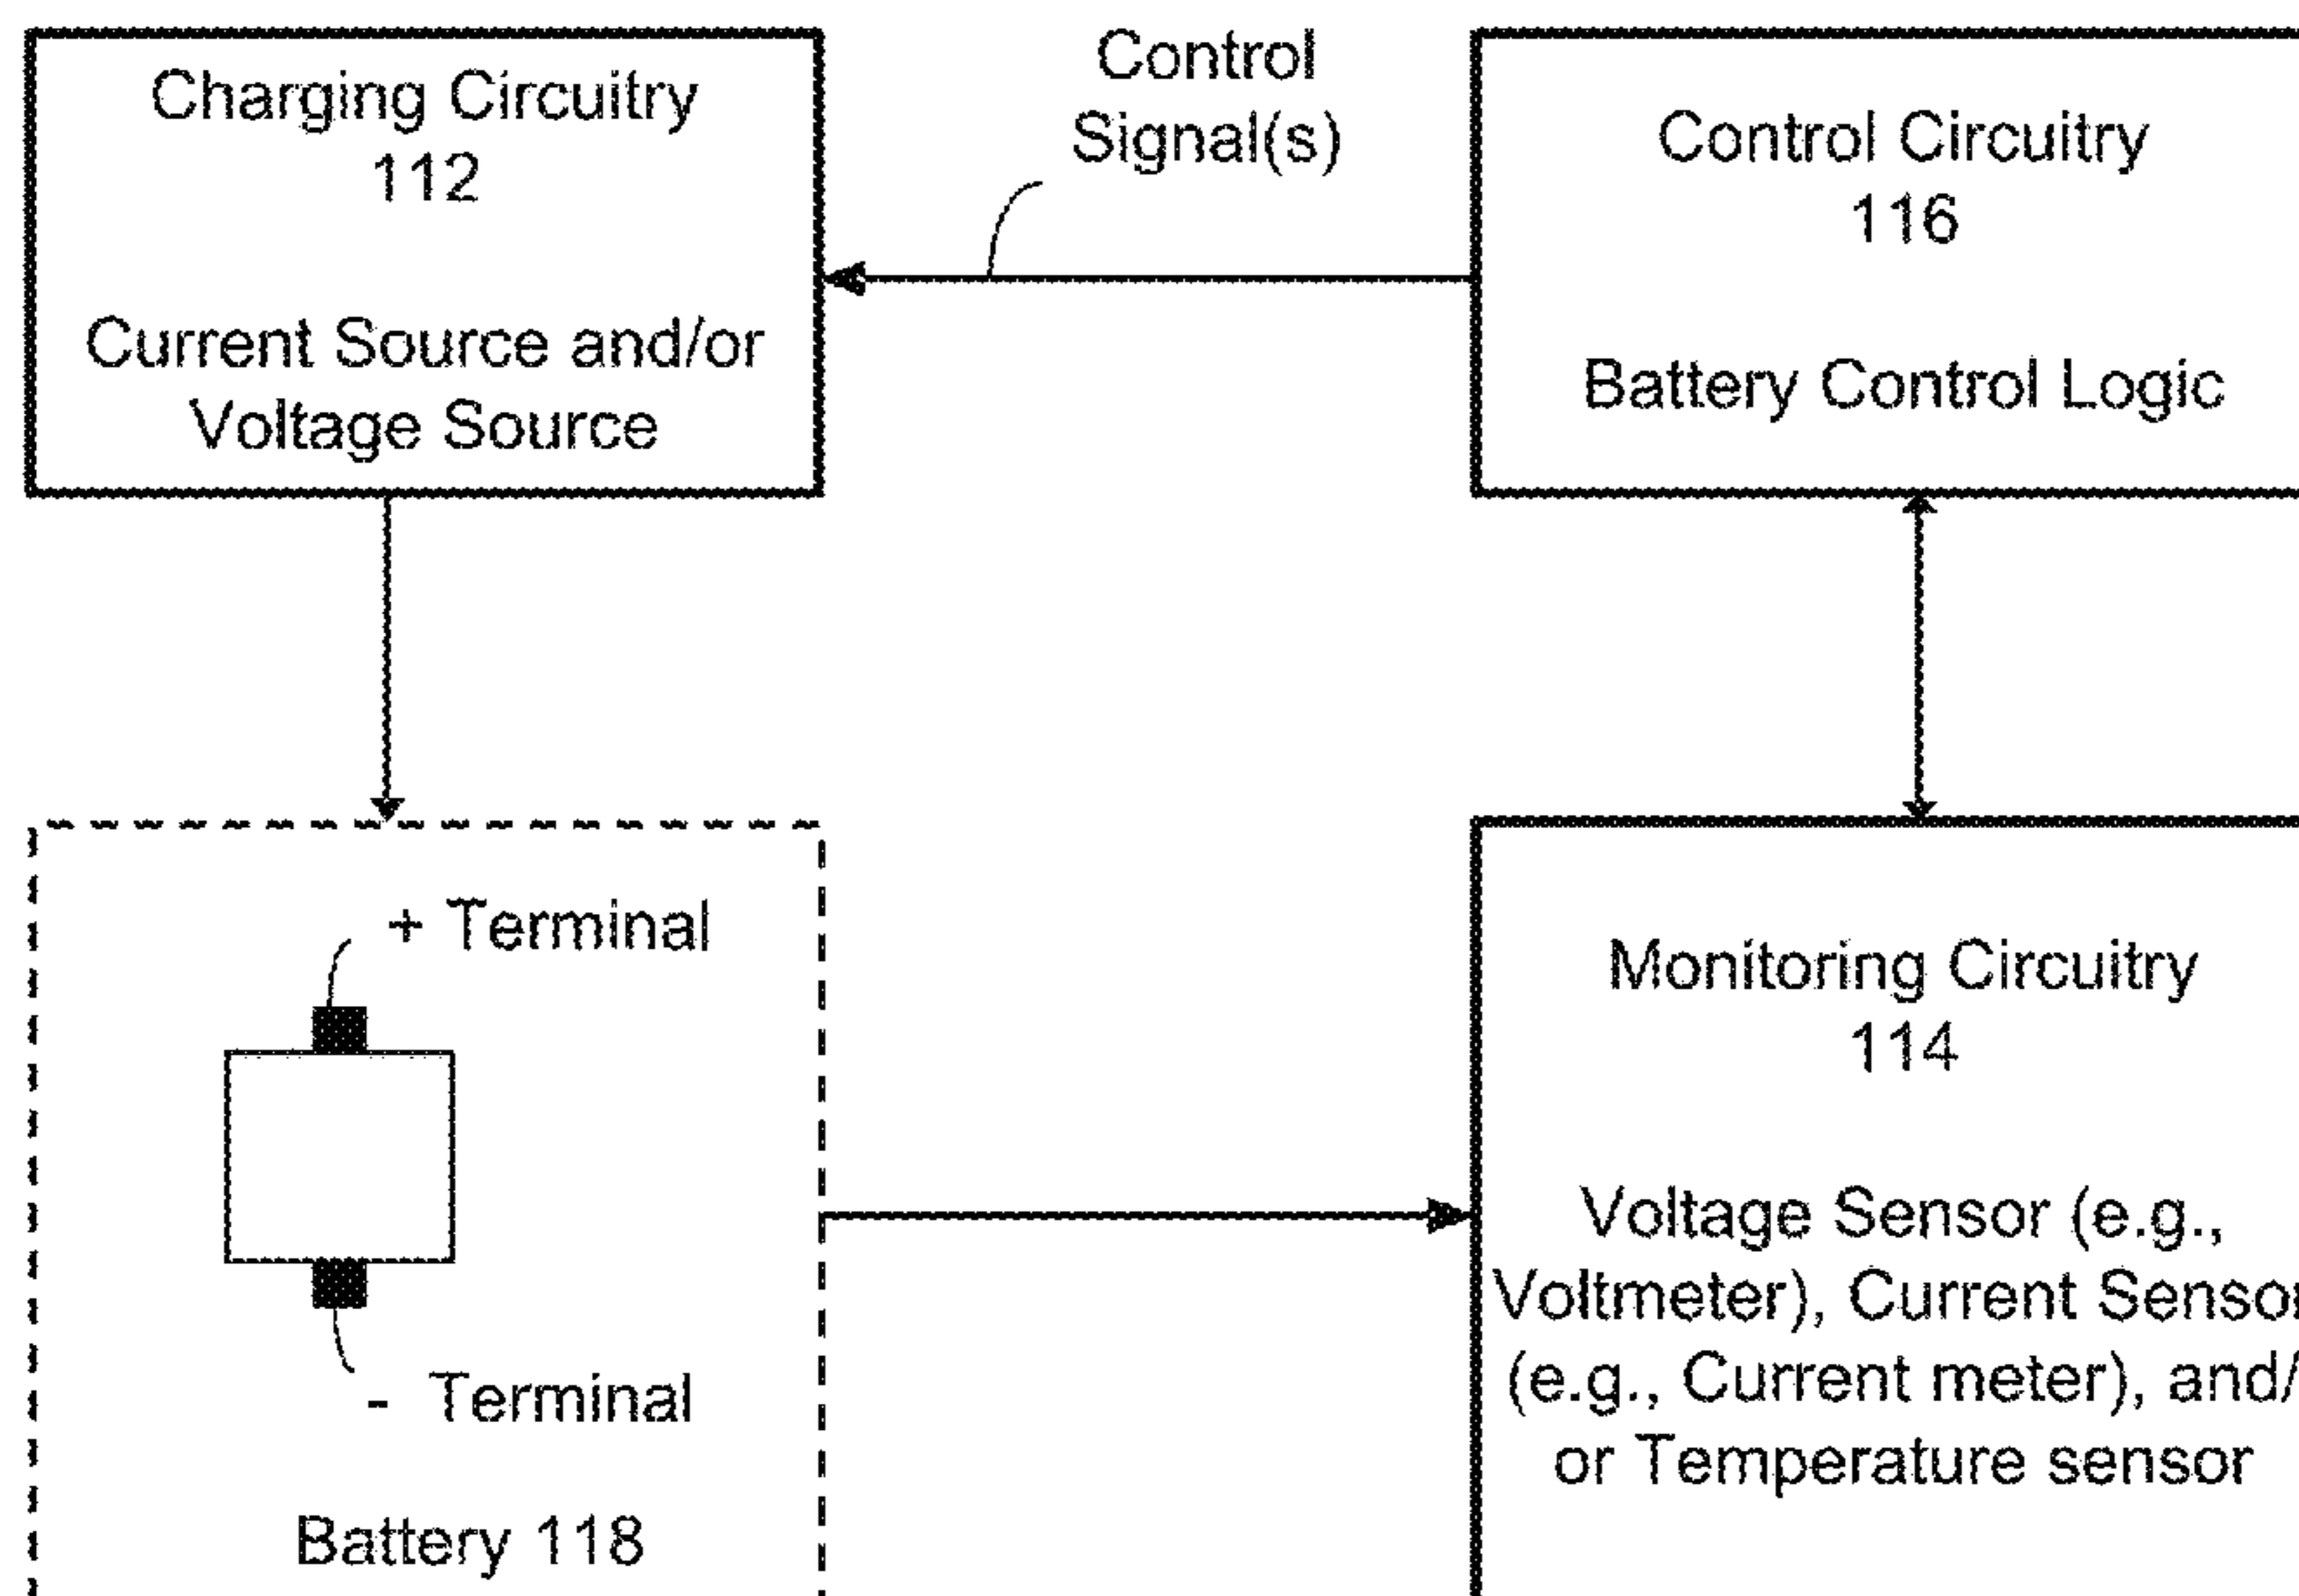 Charging Circuitry
112
Current Source and/or
Voltage Source
Control
Signal(s)
Control Circuitry
116
Battery Control Logic
+ Terminal
- Terminal
Battery 118
Monitoring Circuitry
114
Voltage Sensor (e.g.,
Voltmeter), Current Sensor
(e.g., Current meter), and/
or Temperature sensor